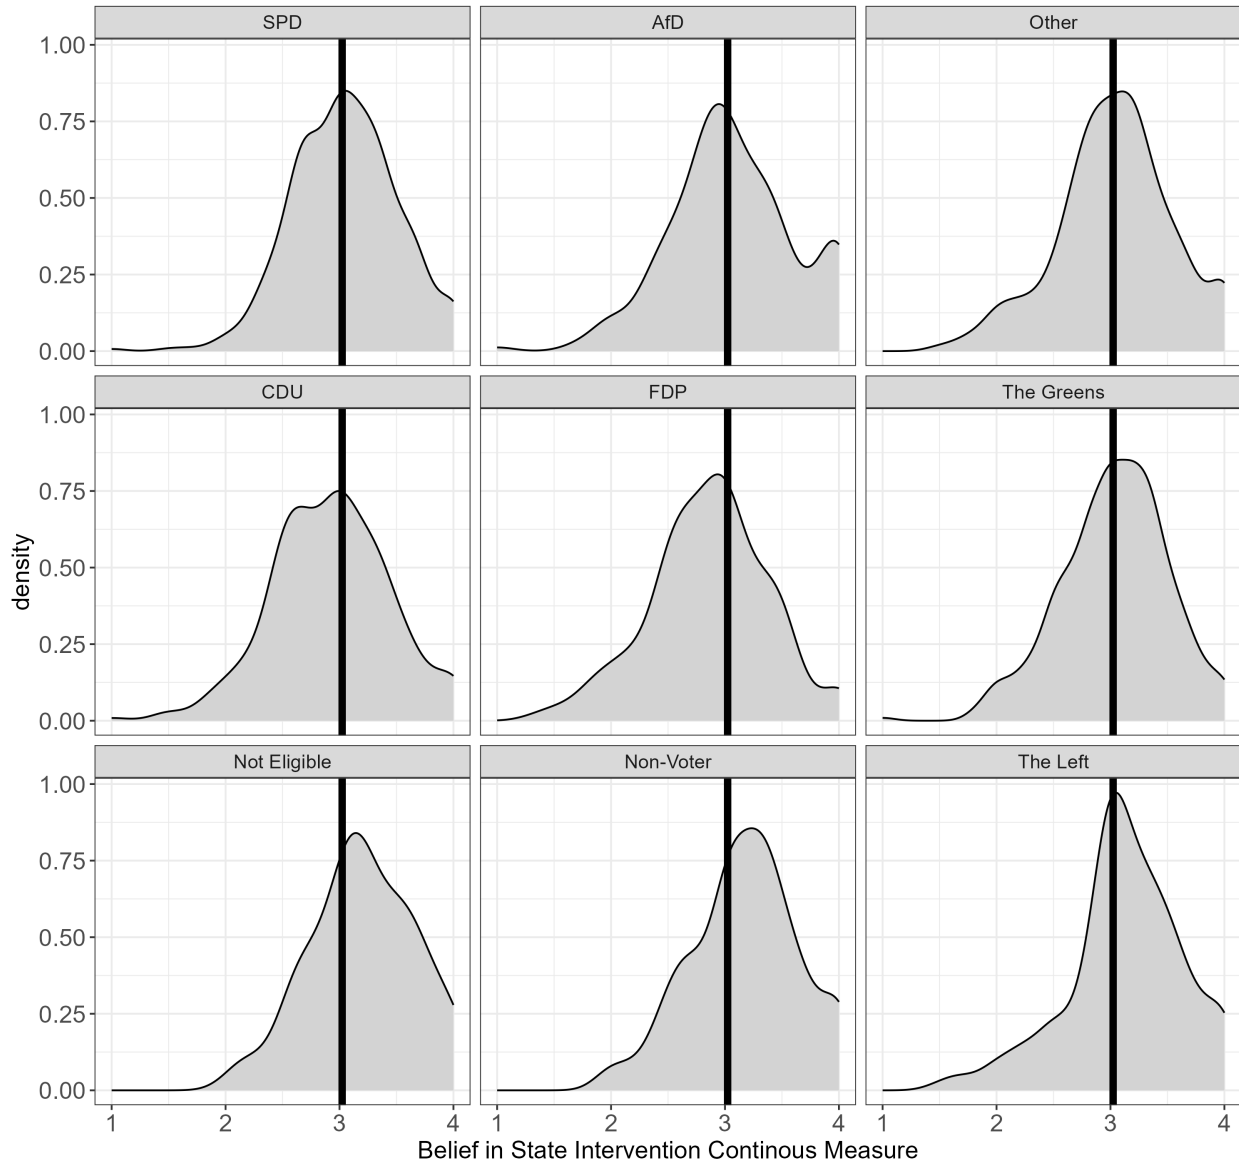 SPD AfD Other
1.00
0.75
0.50
0.25
0.00
CDU FDP The Greens
1.00
0.75
0.50
0.25
0.00
density
Not Eligible Non-Voter The Left
1.00
0.75
0.50
0.25
0.00
1 2 3 4 1 2 3 4 1 2 3 4
Belief in State Intervention Continous Measure